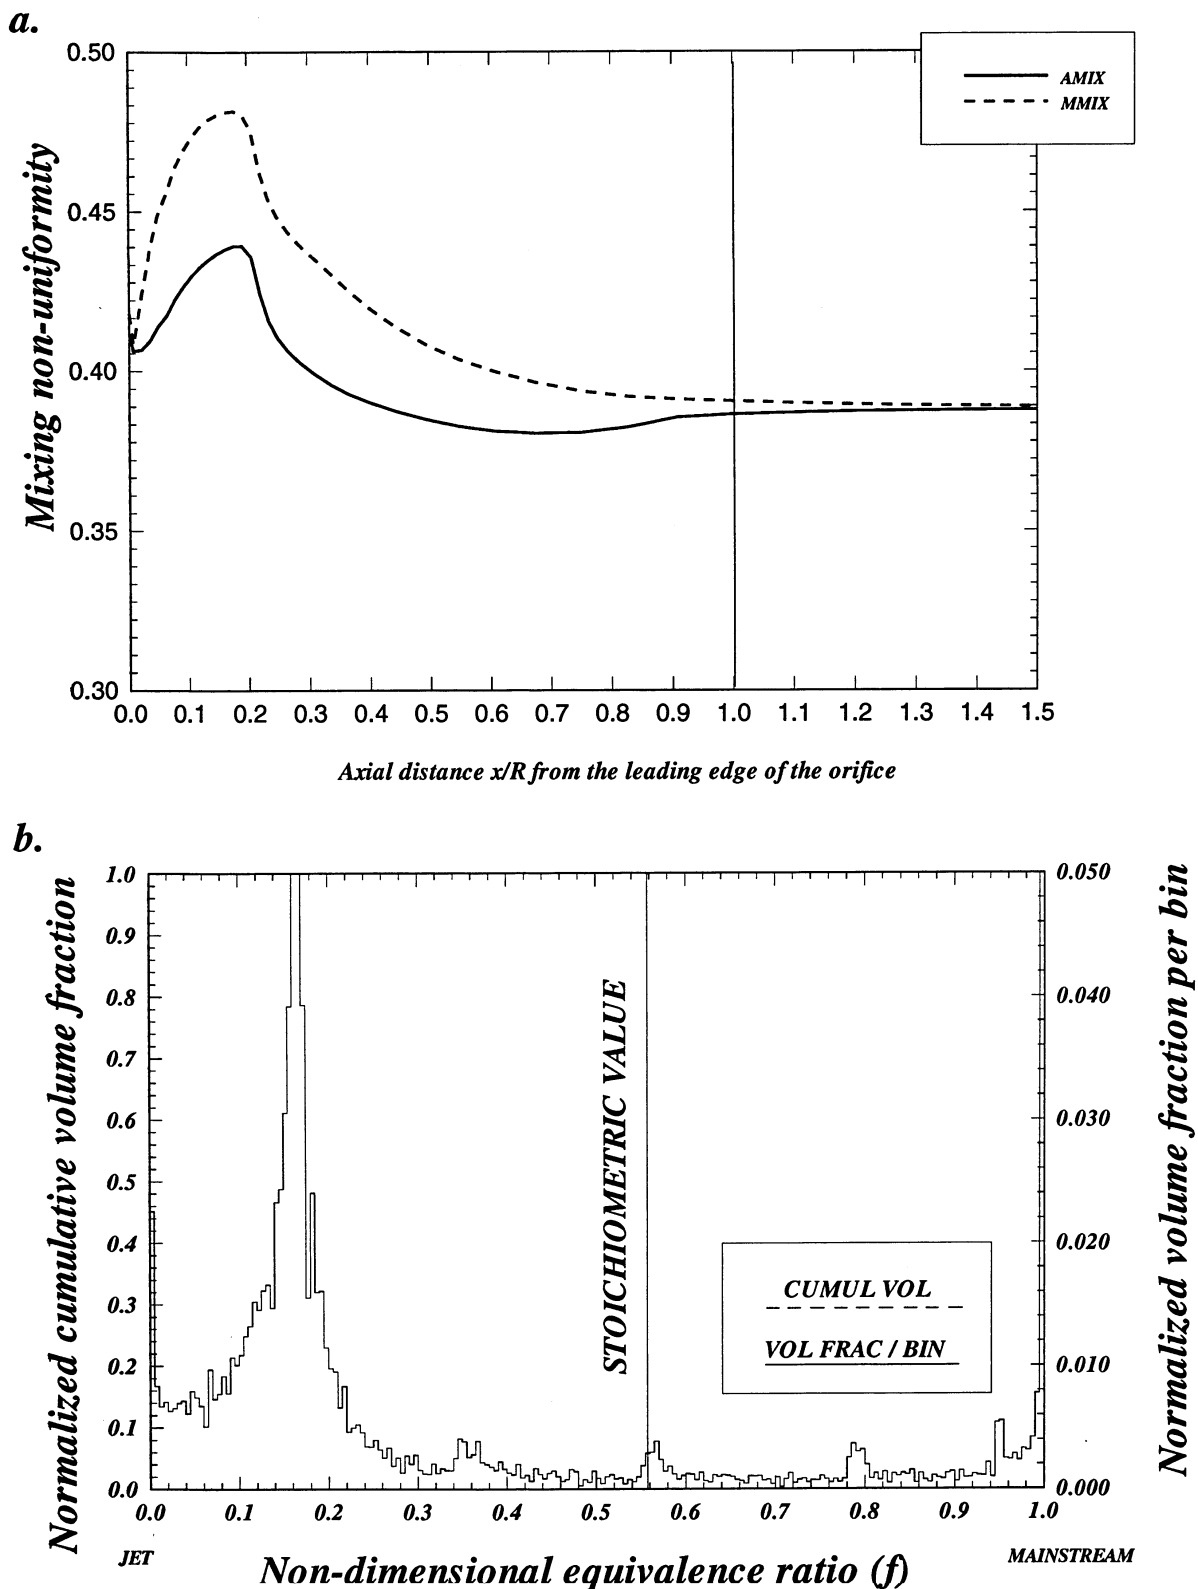 a.
Mixing non-uniformity
0.50
0.45
0.40
0.35
0.30
AMIX
MMIX
0.0 0.1 0.2 0.3 0.4 0.5 0.6 0.7 0.8 0.9 1.0 1.1 1.2 1.3 1.4 1.5
Axial distance x/R from the leading edge of the orifice
b.
Normalized cumulative volume fraction
1.0
0.9
0.8
0.7
0.6
0.5
0.4
0.3
0.2
0.1
0.0
STOICHIOMETRIC VALUE
CUMUL VOL
VOL FRAC / BIN
0.050
0.040
0.030
0.020
0.010
0.000
Normalized volume fraction per bin
0.0 0.1 0.2 0.3 0.4 0.5 0.6 0.7 0.8 0.9 1.0
JET
MAINSTREAM
Non-dimensional equivalence ratio (f)